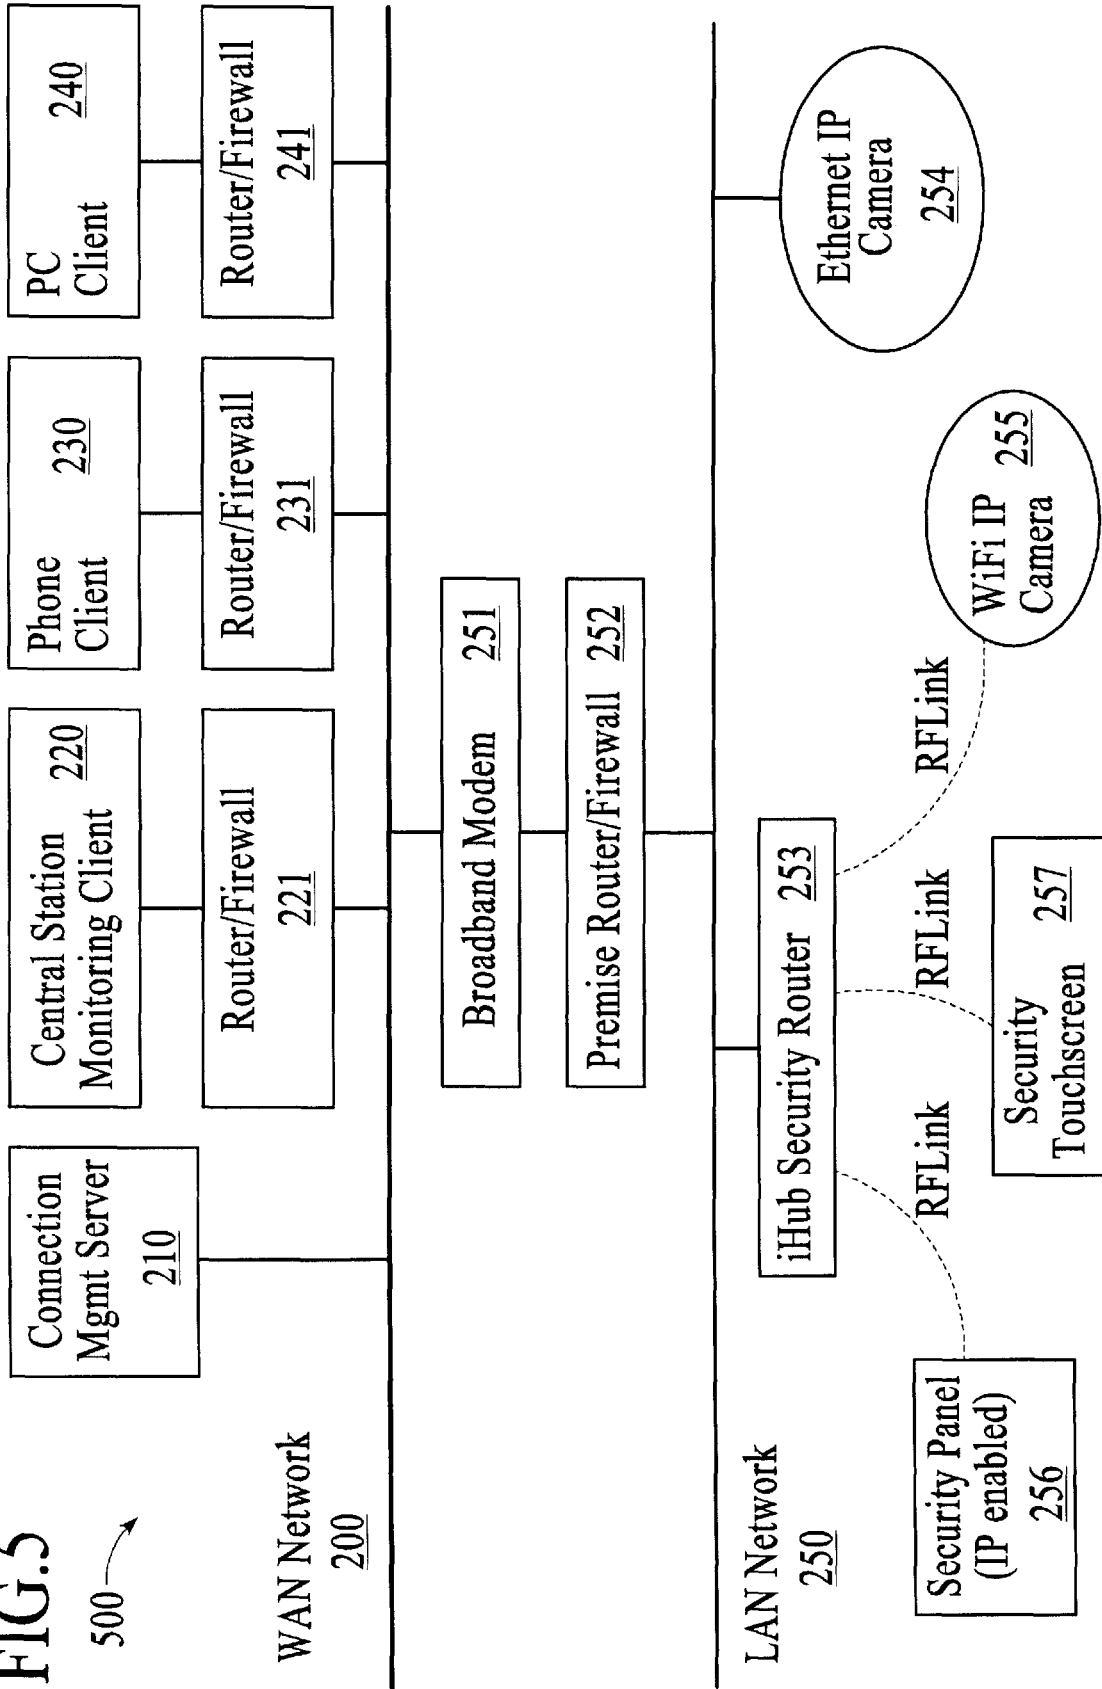 FIG.5
500
Connection
Mgmt Server
210
Central Station
Monitoring Client 220
Phone
Client 230
PC
Client 240
Router/Firewall
221
Router/Firewall
231
Router/Firewall
241
WAN Network
200
Broadband Modem 251
Premise Router/Firewall 252
LAN Network
250
iHub Security Router 253
Ethernet IP
Camera
254
RFLink
RFLink
RFLink
Security Panel
(IP enabled)
256
Security
Touchscreen 257
WiFi IP
Camera 255